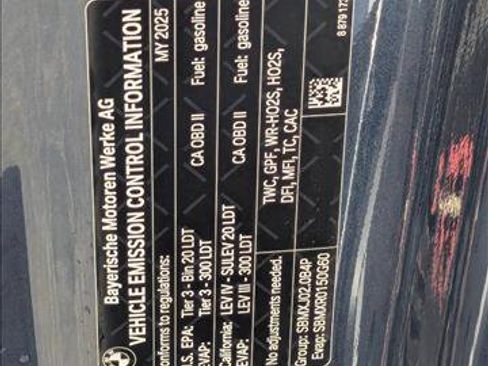 Bayerische Motoren Werke AG
VEHICLE EMISSION CONTROL INFORMATION
Conforms to regulations: MY 2025
U.S. EPA: Tier 3 - Bin 20 LDT CA OBD II Fuel: gasoline
EVAP: Tier 3 - 300 LDT
California: LEV IV - SULEV 20 LDT CA OBD II Fuel: gasoline
EVAP: LEV III - 300 LDT
No adjustments needed. TWC, GPF, WR-HO2S, HO2S,
DFI, MFI, TC, CAC
Group: SBMXJ02.0B4P
Evap: SBMXR0150G60
8 879 172